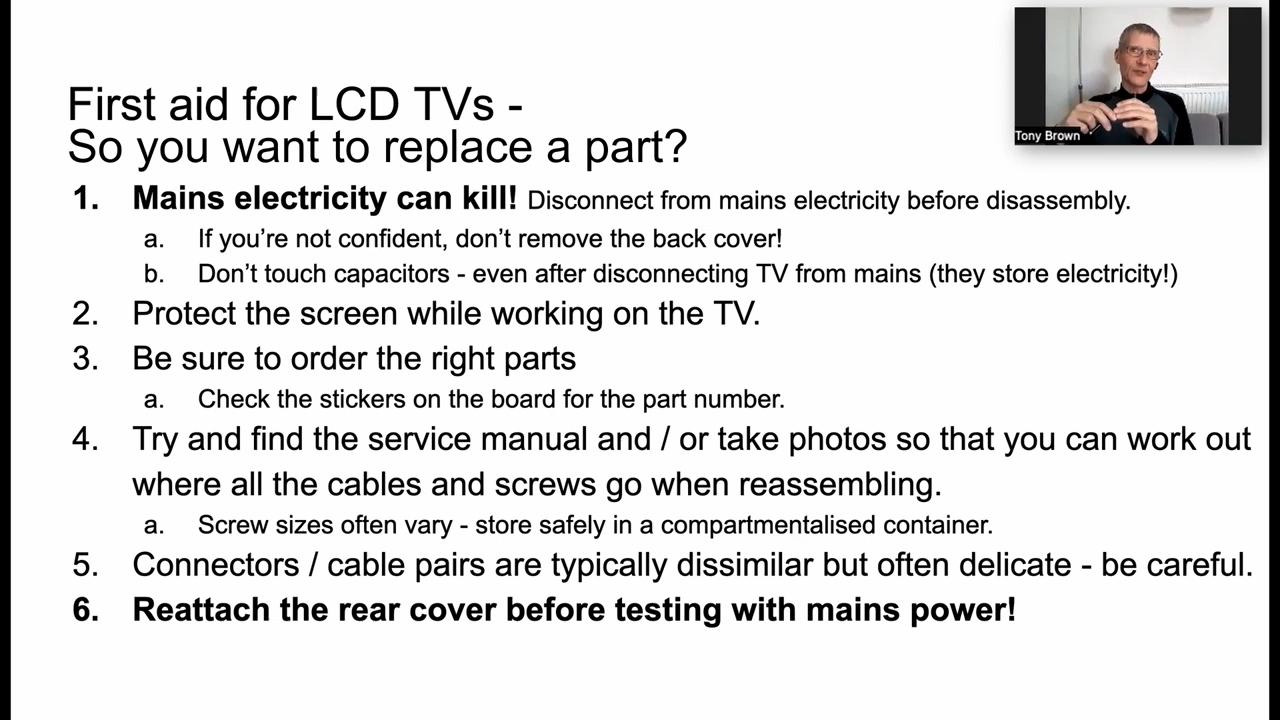 First aid for LCD TVs -
So you want to replace a part?
Tony Brown
1. Mains electricity can kill! Disconnect from mains electricity before disassembly.
a. If you’re not confident, don’t remove the back cover!
b. Don’t touch capacitors - even after disconnecting TV from mains (they store electricity!)
2. Protect the screen while working on the TV.
3. Be sure to order the right parts
a. Check the stickers on the board for the part number.
4. Try and find the service manual and / or take photos so that you can work out
where all the cables and screws go when reassembling.
a. Screw sizes often vary - store safely in a compartmentalised container.
5. Connectors / cable pairs are typically dissimilar but often delicate - be careful.
6. Reattach the rear cover before testing with mains power!